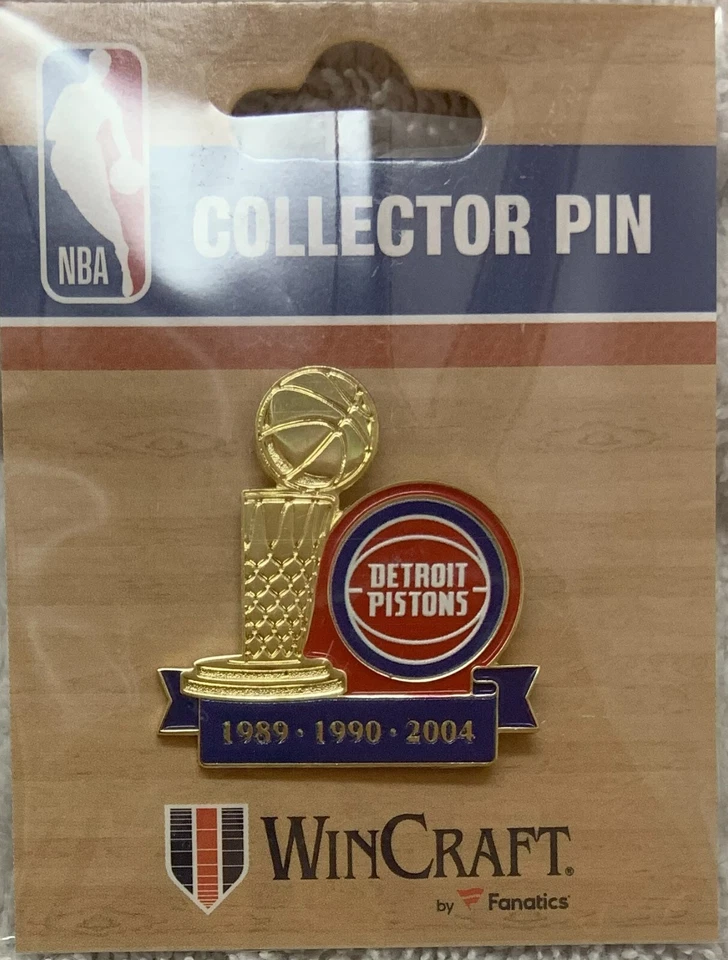 NBA
COLLECTOR PIN
DETROIT
PISTONS
1989 · 1990 · 2004
WINCRAFT®
by Fanatics